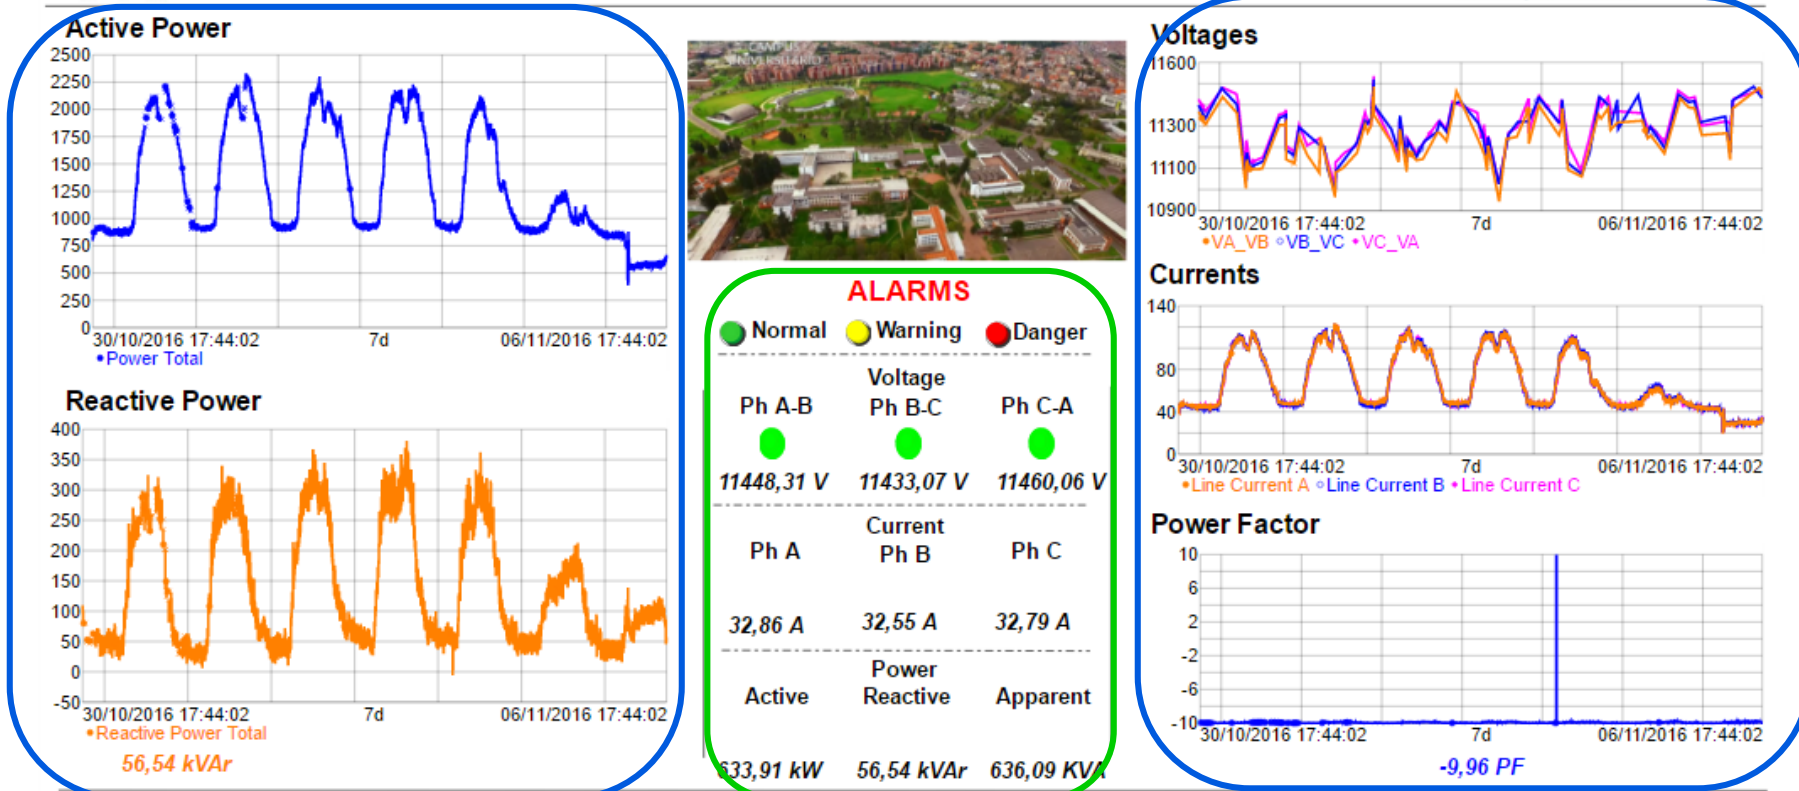 Active Power
2500
2250
2000
1750
1500
1250
1000
750
500
250
0
30/10/2016 17:44:02 7d 06/11/2016 17:44:02
•Power Total
Reactive Power
400
350
300
250
200
150
100
50
0
-50
30/10/2016 17:44:02 7d 06/11/2016 17:44:02
•Reactive Power Total
56,54 kVAr
CAMPUS
UNIVERSITARIO
ALARMS
Normal Warning Danger
Voltage
Ph A-B Ph B-C Ph C-A
11448,31 V 11433,07 V 11460,06 V
Current
Ph A Ph B Ph C
32,86 A 32,55 A 32,79 A
Power
Active Reactive Apparent
633,91 kW 56,54 kVAr 636,09 KVA
Voltages
11600
11300
11100
10900
30/10/2016 17:44:02 7d 06/11/2016 17:44:02
•VA_VB ◦VB_VC •VC_VA
Currents
140
80
40
0
30/10/2016 17:44:02 7d 06/11/2016 17:44:02
•Line Current A ◦Line Current B •Line Current C
Power Factor
10
6
2
-2
-6
-10
30/10/2016 17:44:02 7d 06/11/2016 17:44:02
-9,96 PF